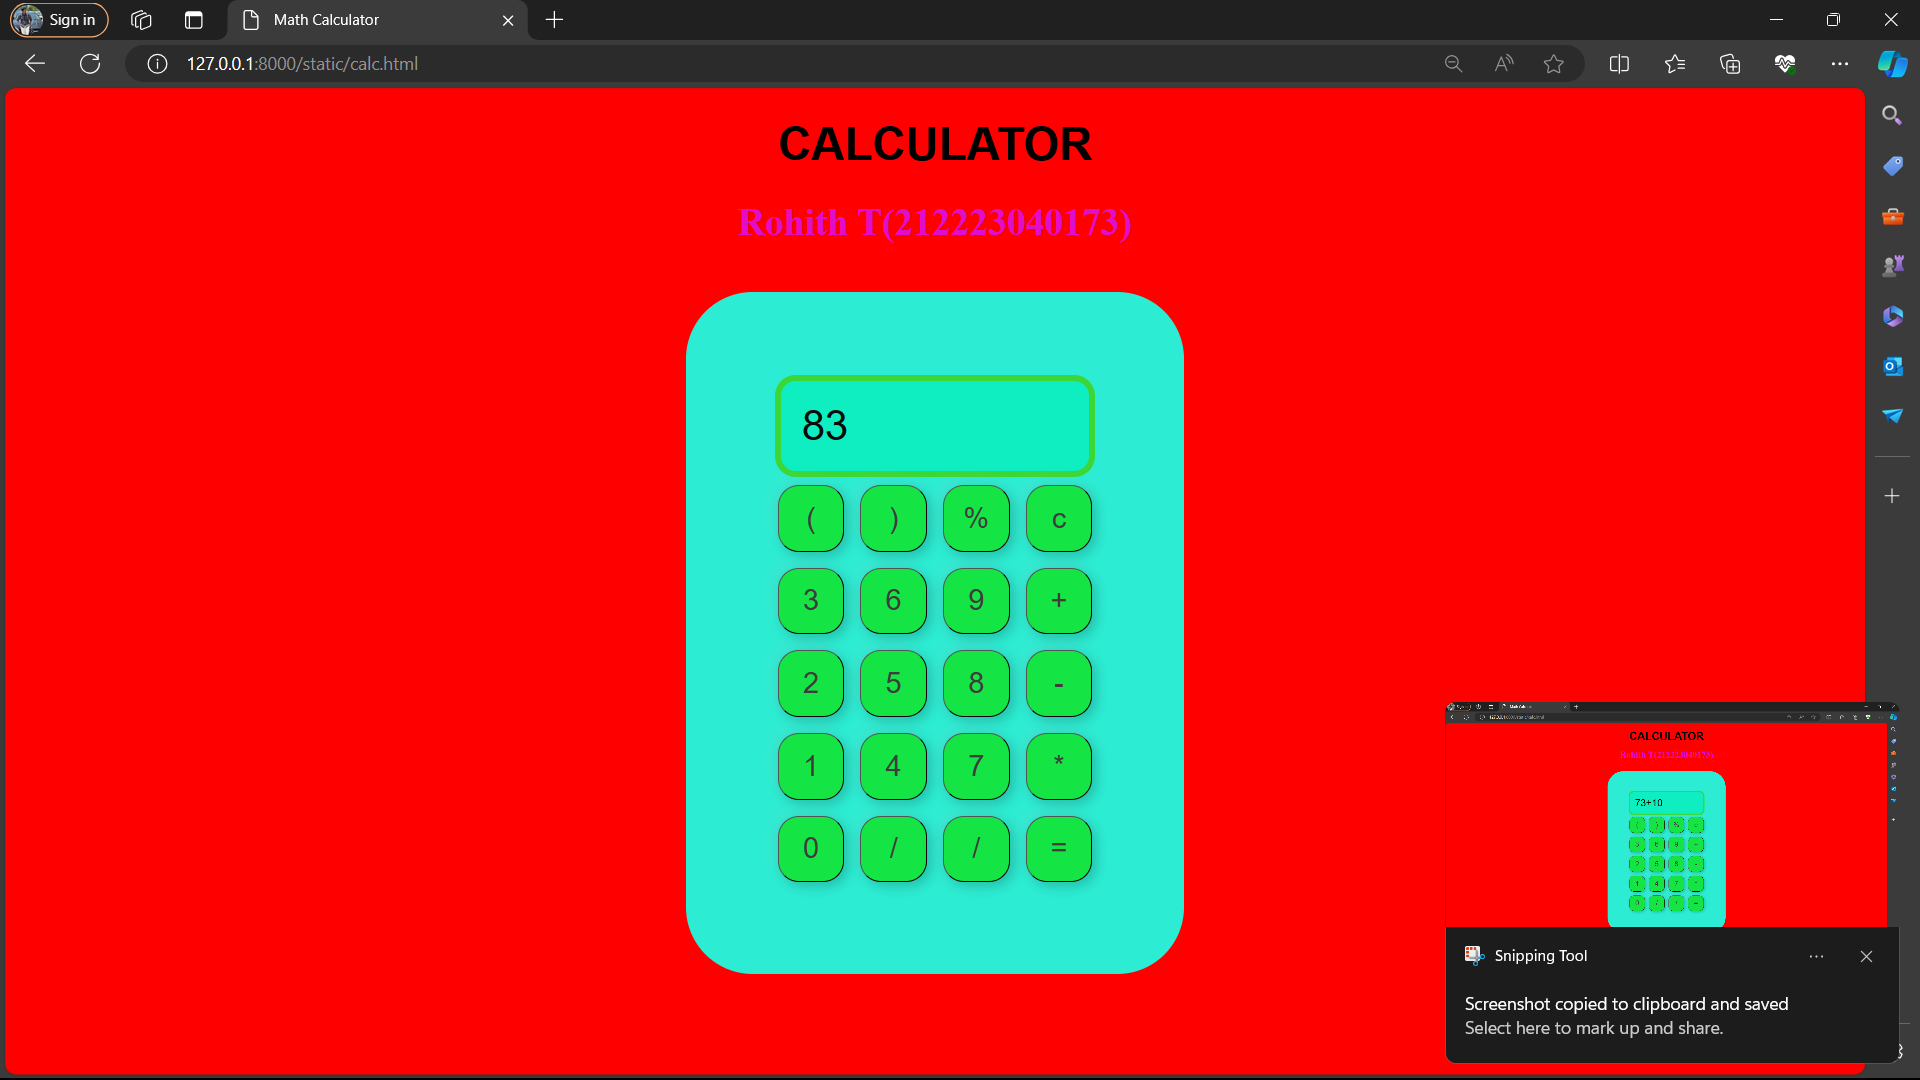 Sign in
Math Calculator
127.0.0.1:8000/static/calc.html
CALCULATOR
Rohith T(212223040173)
83
( ) % c
3 6 9 +
2 5 8 -
1 4 7 *
0 / / =
CALCULATOR
Rohith T(212223040173)
73+10
Snipping Tool
Screenshot copied to clipboard and saved
Select here to mark up and share.